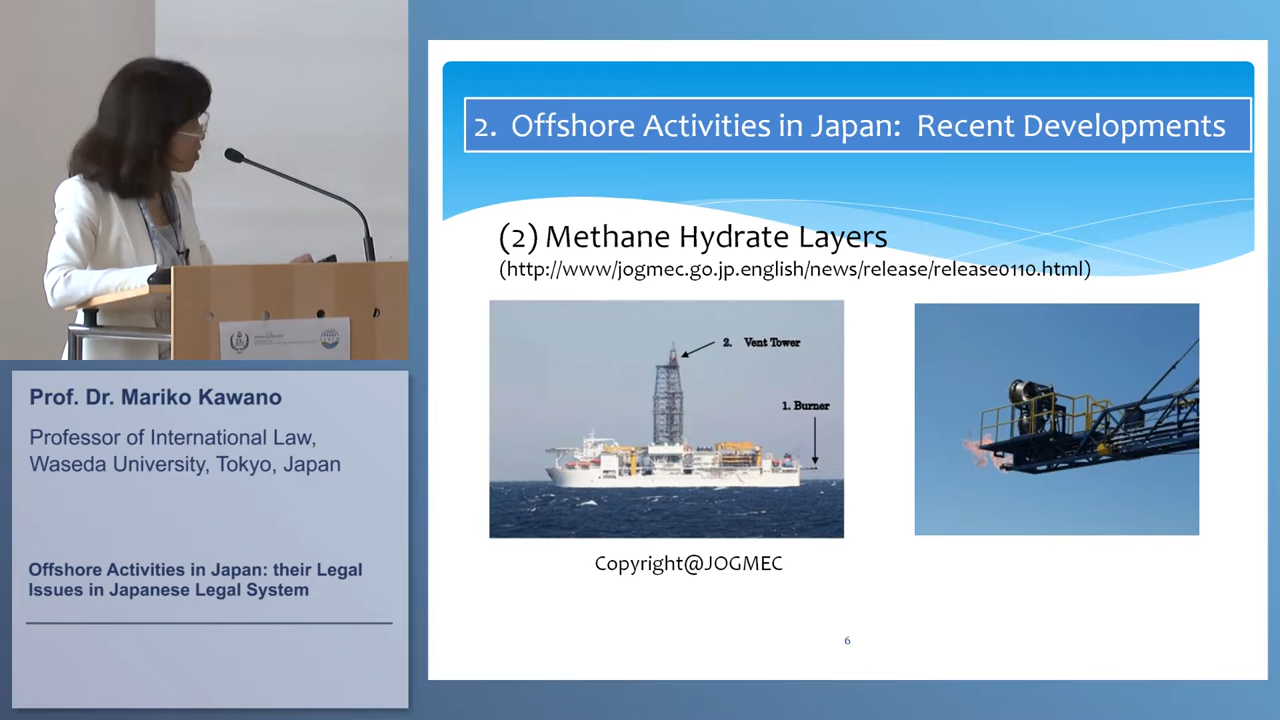 2. Offshore Activities in Japan: Recent Developments
(2) Methane Hydrate Layers
(http://www/jogmec.go.jp.english/news/release/release0110.html)
2. Vent Tower
1. Burner
Copyright@JOGMEC
6
Prof. Dr. Mariko Kawano
Professor of International Law,
Waseda University, Tokyo, Japan
Offshore Activities in Japan: their Legal
Issues in Japanese Legal System